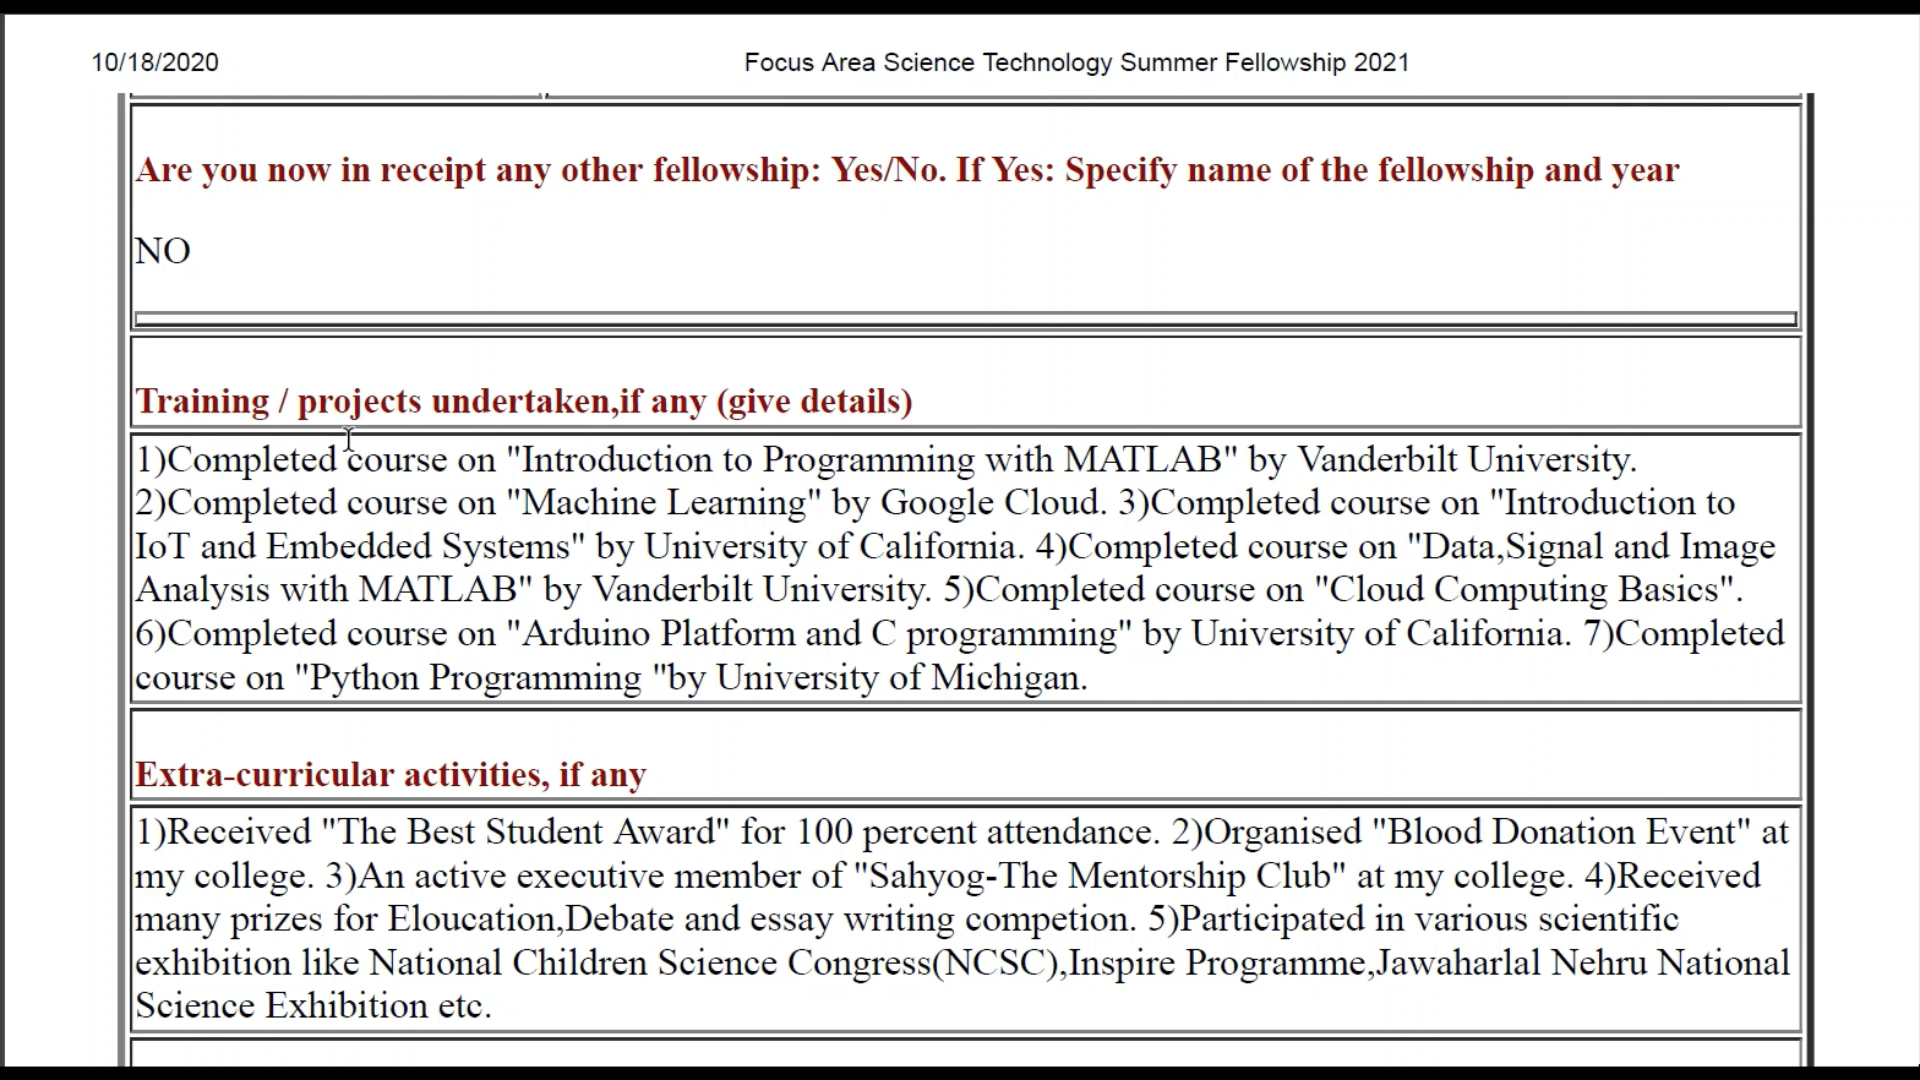 10/18/2020
Focus Area Science Technology Summer Fellowship 2021
Are you now in receipt any other fellowship: Yes/No. If Yes: Specify name of the fellowship and year
NO
Training / projects undertaken,if any (give details)
1)Completed course on "Introduction to Programming with MATLAB" by Vanderbilt University.
2)Completed course on "Machine Learning" by Google Cloud. 3)Completed course on "Introduction to
IoT and Embedded Systems" by University of California. 4)Completed course on "Data,Signal and Image
Analysis with MATLAB" by Vanderbilt University. 5)Completed course on "Cloud Computing Basics".
6)Completed course on "Arduino Platform and C programming" by University of California. 7)Completed
course on "Python Programming "by University of Michigan.
Extra-curricular activities, if any
1)Received "The Best Student Award" for 100 percent attendance. 2)Organised "Blood Donation Event" at
my college. 3)An active executive member of "Sahyog-The Mentorship Club" at my college. 4)Received
many prizes for Eloucation,Debate and essay writing competion. 5)Participated in various scientific
exhibition like National Children Science Congress(NCSC),Inspire Programme,Jawaharlal Nehru National
Science Exhibition etc.